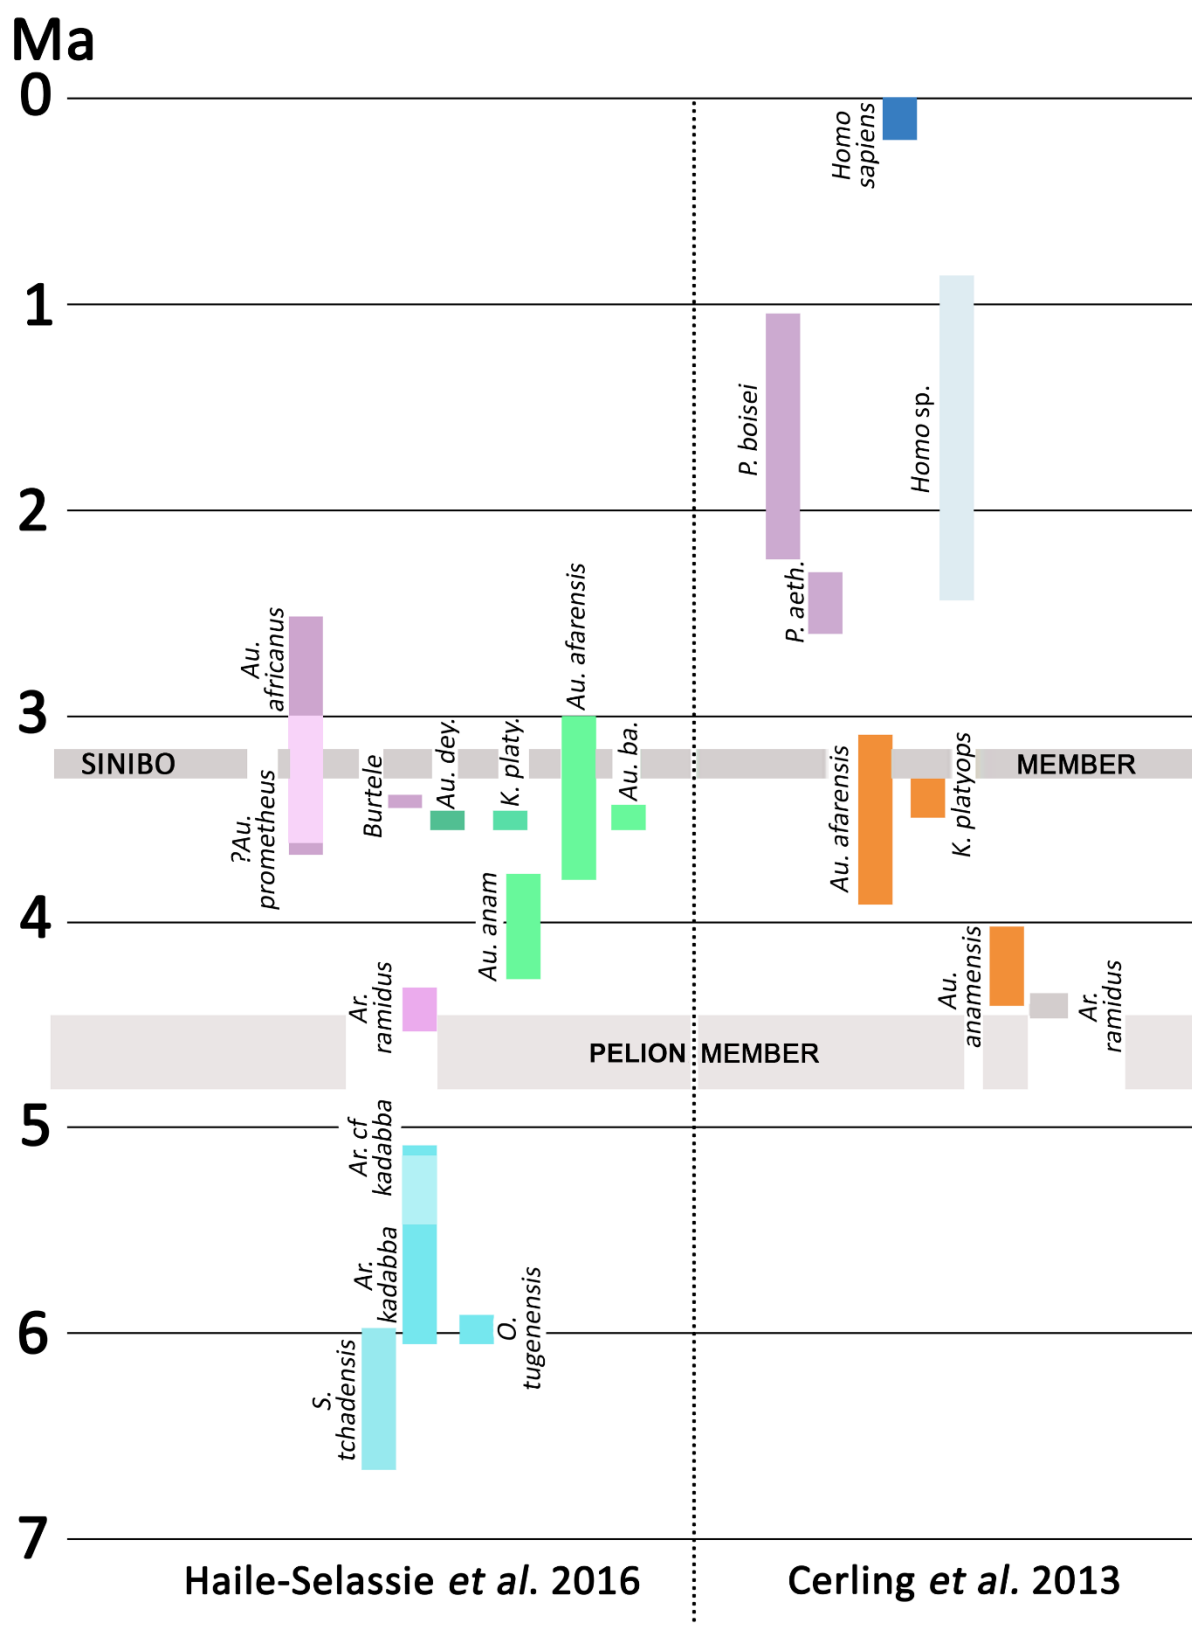 Ma
0
Homo
sapiens
1
P. boisei
Homo sp.
2
P. aeth.
Au. afarensis
Au.
africanus
3
SINIBO
MEMBER
?Au.
prometheus
Burtele
Au. dey.
K. platy.
Au. ba.
Au. afarensis
K. platyops
4
Au. anam
Au.
anamensis
Ar.
ramidus
Ar.
ramidus
PELION MEMBER
5
Ar. cf
kadabba
Ar.
kadabba
O.
tugenensis
6
S.
tchadensis
7
Haile-Selassie et al. 2016
Cerling et al. 2013